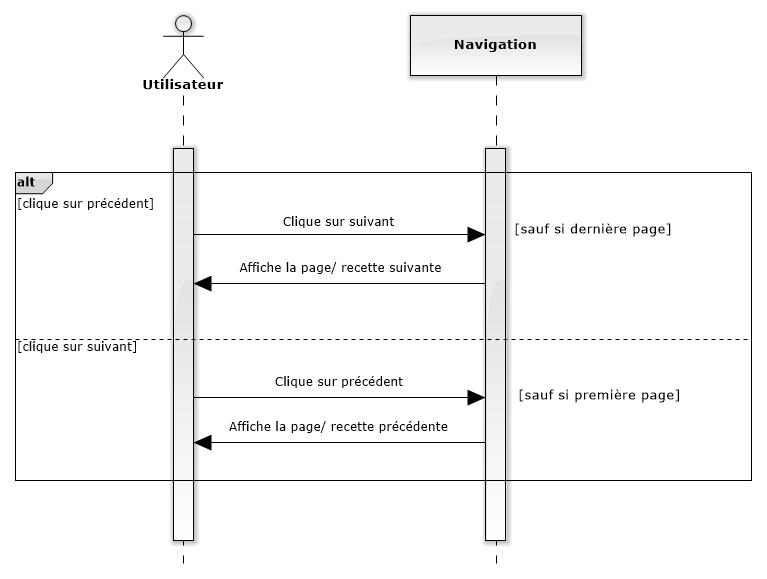 Utilisateur
Navigation
alt
[clique sur précédent]
Clique sur suivant
[sauf si dernière page]
Affiche la page/ recette suivante
[clique sur suivant]
Clique sur précédent
[sauf si première page]
Affiche la page/ recette précédente